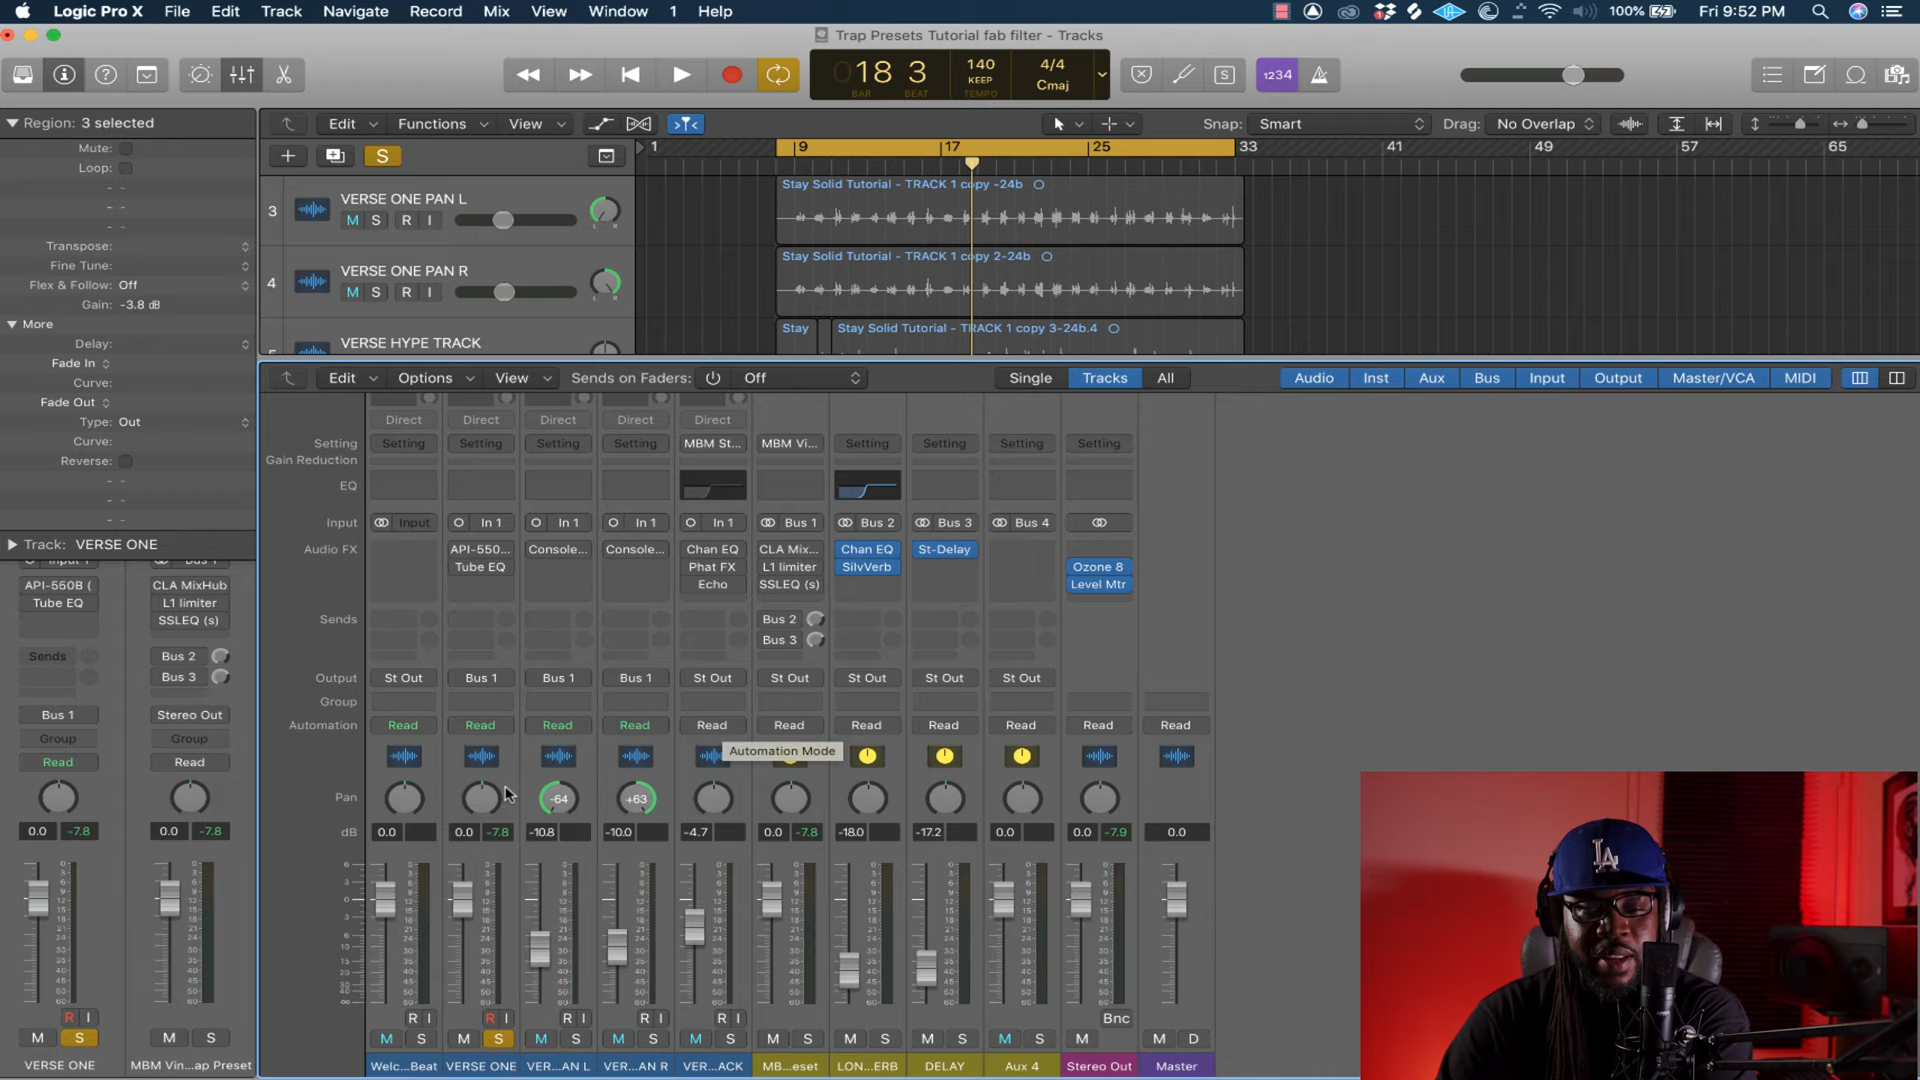 Logic Pro X File Edit Track Navigate Record Mix View Window 1 Help 100% Fri 9:52 PM
Trap Presets Tutorial fab filter - Tracks
18 3 140 4/4
KEEP Cmaj
BAR BEAT TEMPO
S 1234
Region: 3 selected Edit Functions View Snap: Smart Drag: No Overlap
Mute: S 1 9 17 25 33 41 49 57 65
Loop:
3 VERSE ONE PAN L Stay Solid Tutorial - TRACK 1 copy -24b
M S R I L R
Transpose:
Fine Tune:
Flex & Follow: Off
Gain: -3.8 dB
4 VERSE ONE PAN R Stay Solid Tutorial - TRACK 1 copy 2-24b
M S R I L R
More
Delay:
5 VERSE HYPE TRACK Stay Stay Solid Tutorial - TRACK 1 copy 3-24b.4
Fade In
Curve:
Fade Out
Type: Out
Curve:
Reverse:
Edit Options View Sends on Faders: Off Single Tracks All Audio Inst Aux Bus Input Output Master/VCA MIDI
Direct Direct Direct Direct Direct
Setting Setting Setting Setting Setting MBM St... MBM Vi... Setting Setting Setting Setting
Gain Reduction
EQ
Input Input In 1 In 1 In 1 In 1 Bus 1 Bus 2 Bus 3 Bus 4
Audio FX API-550... Console... Console... Chan EQ CLA Mix... Chan EQ St-Delay
Tube EQ Phat FX L1 limiter SilvVerb Ozone 8
Echo SSLEQ (s) Level Mtr
Sends Bus 2
Bus 3
Output St Out Bus 1 Bus 1 Bus 1 St Out St Out St Out St Out St Out
Group
Automation Read Read Read Read Read Read Read Read Read Read Read
Automation Mode
Pan -64 +63
dB 0.0 0.0 -7.8 -10.8 -10.0 -4.7 0.0 -7.8 -18.0 -17.2 0.0 0.0 -7.9 0.0
R I R I R I R I R I Bnc
M S M S M S M S M S M S M S M S M S M M D
Welc...Beat VERSE ONE VER...AN L VER...AN R VER...ACK MB...eset LON...ERB DELAY Aux 4 Stereo Out Master
Track: VERSE ONE
API-550B ( CLA MixHub
Tube EQ L1 limiter
SSLEQ (s)
Sends Bus 2
Bus 3
Bus 1 Stereo Out
Group Group
Read Read
0.0 -7.8 0.0 -7.8
R I
M S M S
VERSE ONE MBM Vin...ap Preset
LA